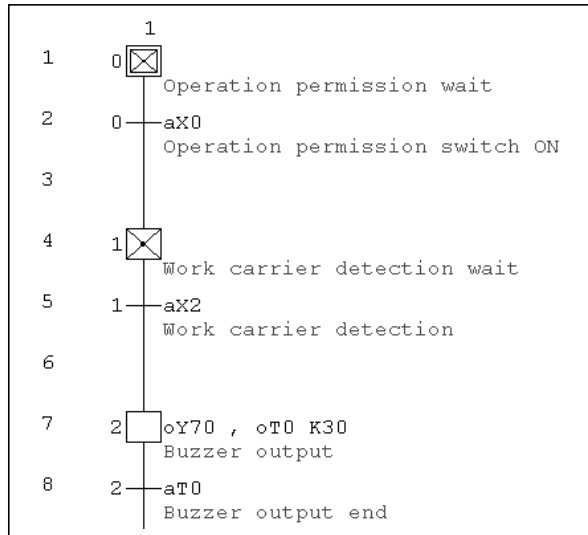 1
1 0
Operation permission wait
2 0 aX0
Operation permission switch ON
3
4 1
Work carrier detection wait
5 1 aX2
Work carrier detection
6
7 2 oY70 , oT0 K30
Buzzer output
8 2 aT0
Buzzer output end